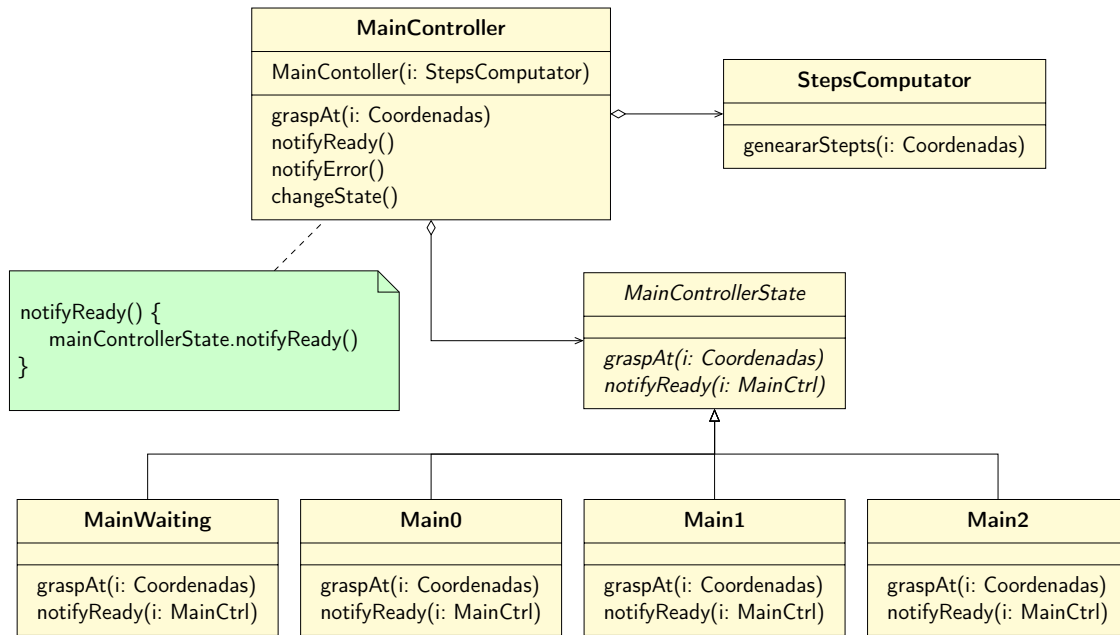 MainController
MainContoller(i: StepsComputator)
graspAt(i: Coordenadas)
notifyReady()
notifyError()
changeState()
StepsComputator
geneararStepts(i: Coordenadas)
notifyReady() {
mainControllerState.notifyReady()
}
MainControllerState
graspAt(i: Coordenadas)
notifyReady(i: MainCtrl)
MainWaiting
graspAt(i: Coordenadas)
notifyReady(i: MainCtrl)
Main0
graspAt(i: Coordenadas)
notifyReady(i: MainCtrl)
Main1
graspAt(i: Coordenadas)
notifyReady(i: MainCtrl)
Main2
graspAt(i: Coordenadas)
notifyReady(i: MainCtrl)